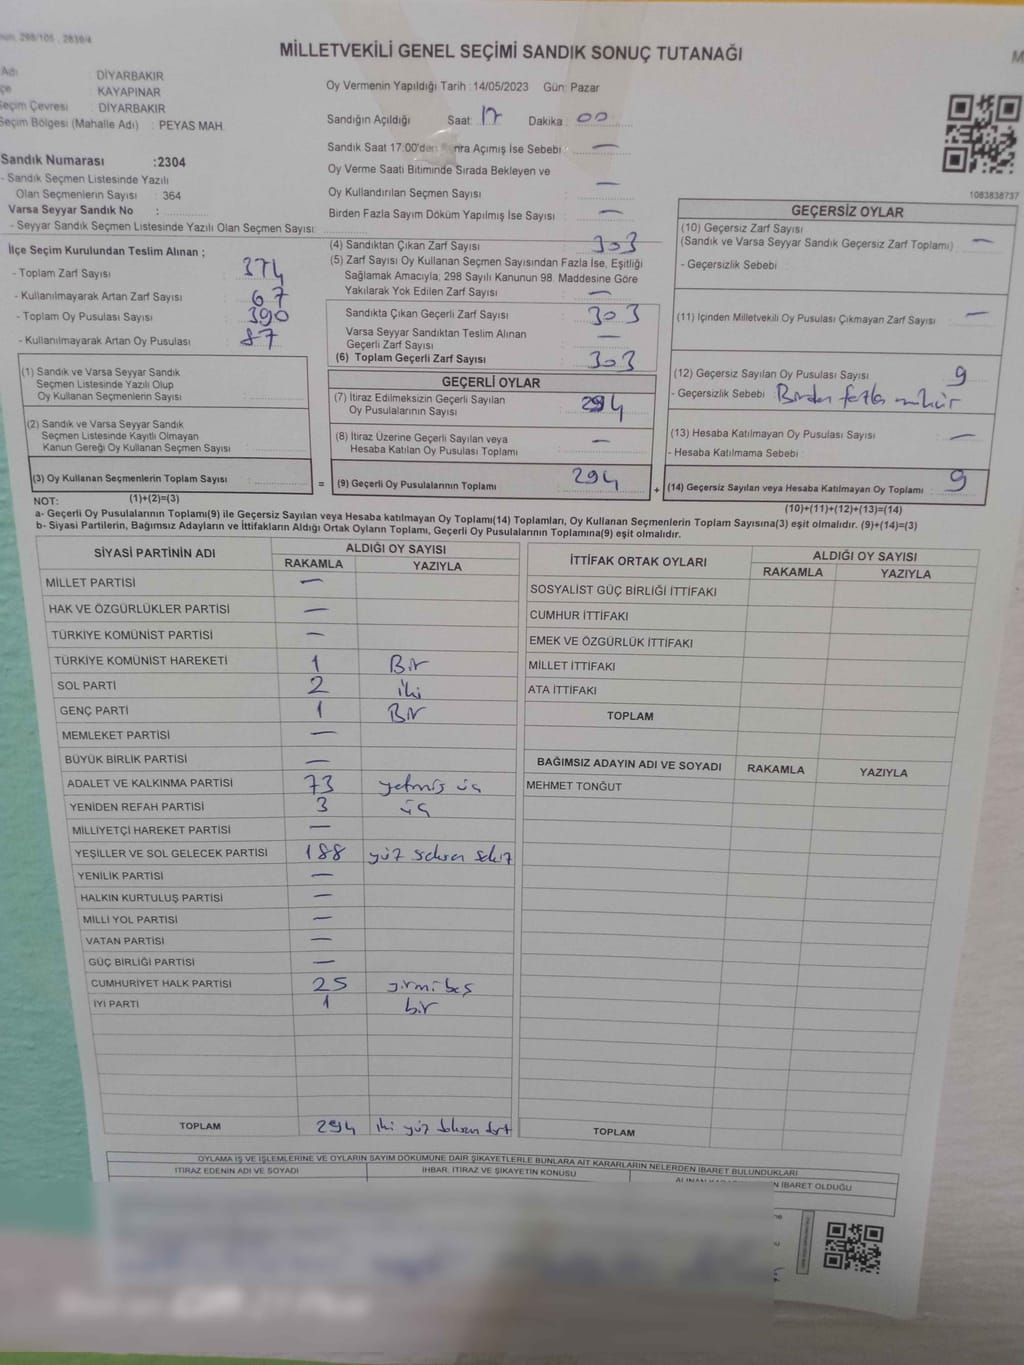 298/105 , 2839/4
MİLLETVEKİLİ GENEL SEÇİMİ SANDIK SONUÇ TUTANAĞI
M
Adı : DİYARBAKIR
çe : KAYAPINAR
Seçim Çevresi : DİYARBAKIR
Seçim Bölgesi (Mahalle Adı) : PEYAS MAH.
Sandık Numarası :2304
- Sandık Seçmen Listesinde Yazılı
Olan Seçmenlerin Sayısı : 364
Varsa Seyyar Sandık No :
- Seyyar Sandık Seçmen Listesinde Yazılı Olan Seçmen Sayısı:
İlçe Seçim Kurulundan Teslim Alınan ;
- Toplam Zarf Sayısı : 374
- Kullanılmayarak Artan Zarf Sayısı : 67
- Toplam Oy Pusulası Sayısı : 390
- Kullanılmayarak Artan Oy Pusulası : 87
Oy Vermenin Yapıldığı Tarih :14/05/2023 Gün: Pazar
Sandığın Açıldığı Saat: 17 Dakika : 00
Sandık Saat 17:00'den Sonra Açımış İse Sebebi : —
Oy Verme Saati Bitiminde Sırada Bekleyen ve
Oy Kullandırılan Seçmen Sayısı : —
Birden Fazla Sayım Döküm Yapılmış İse Sayısı : —
(4) Sandıktan Çıkan Zarf Sayısı : 303
(5) Zarf Sayısı Oy Kullanan Seçmen Sayısından Fazla İse, Eşitliği
Sağlamak Amacıyla, 298 Sayılı Kanunun 98. Maddesine Göre
Yakılarak Yok Edilen Zarf Sayısı : —
Sandıkta Çıkan Geçerli Zarf Sayısı : 303
Varsa Seyyar Sandıktan Teslim Alınan
Geçerli Zarf Sayısı : —
(6) Toplam Geçerli Zarf Sayısı : 303
1083838737
GEÇERSİZ OYLAR
(10) Geçersiz Zarf Sayısı
(Sandık ve Varsa Seyyar Sandık Geçersiz Zarf Toplamı) : —
- Geçersizlik Sebebi :
(11) İçinden Milletvekili Oy Pusulası Çıkmayan Zarf Sayısı : —
(12) Geçersiz Sayılan Oy Pusulası Sayısı : 9
- Geçersizlik Sebebi : Birden fazla mühür
(13) Hesaba Katılmayan Oy Pusulası Sayısı : —
- Hesaba Katılmama Sebebi :
(14) Geçersiz Sayılan veya Hesaba Katılmayan Oy Toplamı : 9
(10)+(11)+(12)+(13)=(14)
(1) Sandık ve Varsa Seyyar Sandık
Seçmen Listesinde Yazılı Olup
Oy Kullanan Seçmenlerin Sayısı :
(2) Sandık ve Varsa Seyyar Sandık
Seçmen Listesinde Kayıtlı Olmayan
Kanun Gereği Oy Kullanan Seçmen Sayısı :
(3) Oy Kullanan Seçmenlerin Toplam Sayısı :
=
GEÇERLİ OYLAR
(7) İtiraz Edilmeksizin Geçerli Sayılan
Oy Pusulalarının Sayısı : 294
(8) İtiraz Üzerine Geçerli Sayılan veya
Hesaba Katılan Oy Pusulası Toplamı : —
(9) Geçerli Oy Pusulalarının Toplamı : 294
+
NOT: (1)+(2)=(3)
a- Geçerli Oy Pusulalarının Toplamı(9) ile Geçersiz Sayılan veya Hesaba katılmayan Oy Toplamı(14) Toplamları, Oy Kullanan Seçmenlerin Toplam Sayısına(3) eşit olmalıdır. (9)+(14)=(3)
b- Siyasi Partilerin, Bağımsız Adayların ve İttifakların Aldığı Ortak Oyların Toplamı, Geçerli Oy Pusulalarının Toplamına(9) eşit olmalıdır.
SİYASİ PARTİNİN ADI ALDIĞI OY SAYISI
RAKAMLA YAZIYLA
MİLLET PARTİSİ —
HAK VE ÖZGÜRLÜKLER PARTİSİ —
TÜRKİYE KOMÜNİST PARTİSİ —
TÜRKİYE KOMÜNİST HAREKETİ 1 Bir
SOL PARTİ 2 iki
GENÇ PARTİ 1 Bir
MEMLEKET PARTİSİ —
BÜYÜK BİRLİK PARTİSİ —
ADALET VE KALKINMA PARTİSİ 73 yetmiş üç
YENİDEN REFAH PARTİSİ 3 üç
MİLLİYETÇİ HAREKET PARTİSİ —
YEŞİLLER VE SOL GELECEK PARTİSİ 188 yüz seksen sekiz
YENİLİK PARTİSİ —
HALKIN KURTULUŞ PARTİSİ —
MİLLİ YOL PARTİSİ —
VATAN PARTİSİ —
GÜÇ BİRLİĞİ PARTİSİ —
CUMHURİYET HALK PARTİSİ 25 yirmi beş
İYİ PARTİ 1 bir
TOPLAM 294 iki yüz doksan dört
İTTİFAK ORTAK OYLARI ALDIĞI OY SAYISI
RAKAMLA YAZIYLA
SOSYALİST GÜÇ BİRLİĞİ İTTİFAKI
CUMHUR İTTİFAKI
EMEK VE ÖZGÜRLÜK İTTİFAKI
MİLLET İTTİFAKI
ATA İTTİFAKI
TOPLAM
BAĞIMSIZ ADAYIN ADI VE SOYADI RAKAMLA YAZIYLA
MEHMET TONĞUT
TOPLAM
OYLAMA İŞ VE İŞLEMLERİNE VE OYLARIN SAYIM DÖKÜMÜNE DAİR ŞİKAYETLERLE BUNLARA AİT KARARLARIN NELERDEN İBARET BULUNDUKLARI
İTİRAZ EDENİN ADI VE SOYADI İHBAR, İTİRAZ VE ŞİKAYETİN KONUSU İBARET OLDUĞU